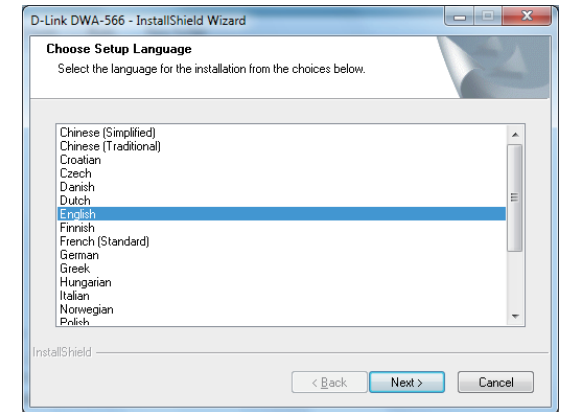 D-Link DWA-566 - InstallShield Wizard
Choose Setup Language
Select the language for the installation from the choices below.
Chinese (Simplified)
Chinese (Traditional)
Croatian
Czech
Danish
Dutch
English
Finnish
French (Standard)
German
Greek
Hungarian
Italian
Norwegian
Polish
InstallShield
< Back
Next >
Cancel